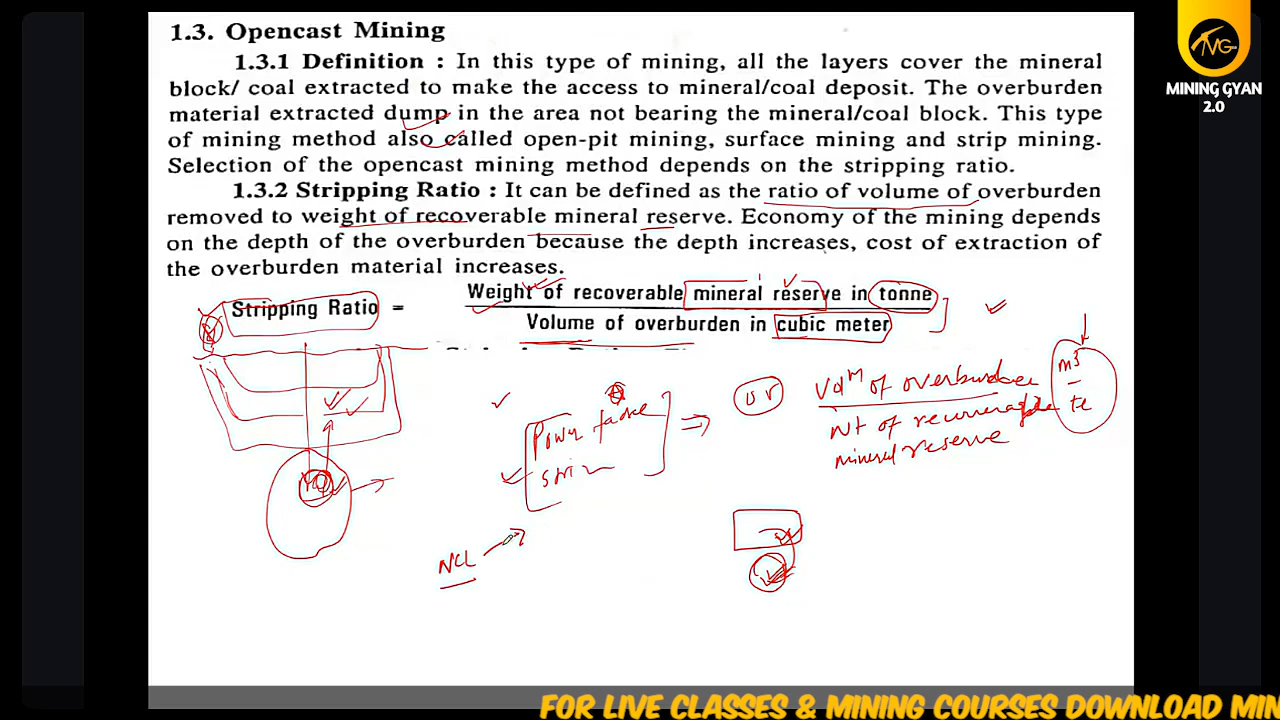 1.3. Opencast Mining
1.3.1 Definition : In this type of mining, all the layers cover the mineral
block/ coal extracted to make the access to mineral/coal deposit. The overburden
material extracted dump in the area not bearing the mineral/coal block. This type
of mining method also called open-pit mining, surface mining and strip mining.
Selection of the opencast mining method depends on the stripping ratio.
1.3.2 Stripping Ratio : It can be defined as the ratio of volume of overburden
removed to weight of recoverable mineral reserve. Economy of the mining depends
on the depth of the overburden because the depth increases, cost of extraction of
the overburden material increases.
Stripping Ratio = Weight of recoverable mineral reserve in tonne
Volume of overburden in cubic meter
or
Vol^m of overburden
Wt of recoverable
mineral reserve
m³
te
Power
NCL
MINING GYAN
2.0
FOR LIVE CLASSES & MINING COURSES DOWNLOAD MIN